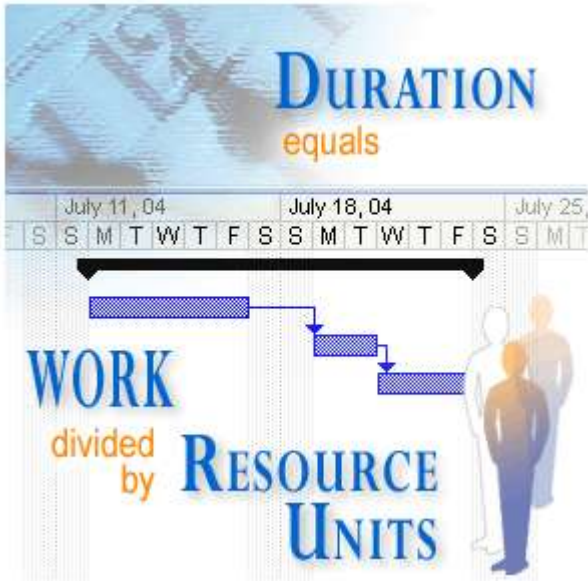 DURATION
equals
July 11, 04 July 18, 04 July 25,
F S S M T W T F S S M T W T F S S M T
WORK
divided
by
RESOURCE
UNITS